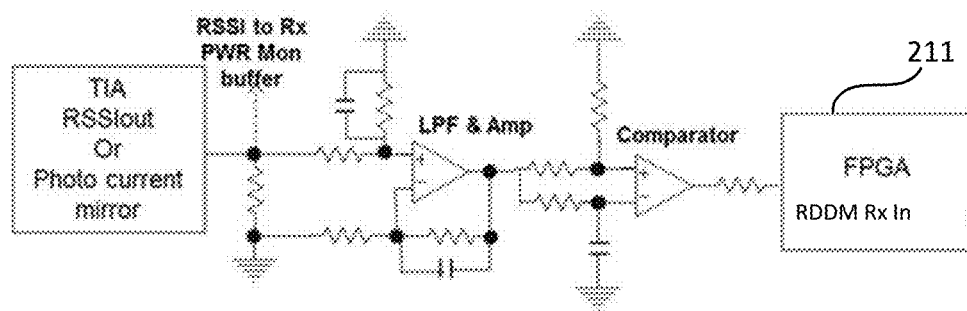 RSSI to Rx
PWR Mon
buffer
TIA
RSSIout
Or
Photo current
mirror
LPF & Amp
Comparator
211
FPGA
RDDM Rx In
+
−
+
−